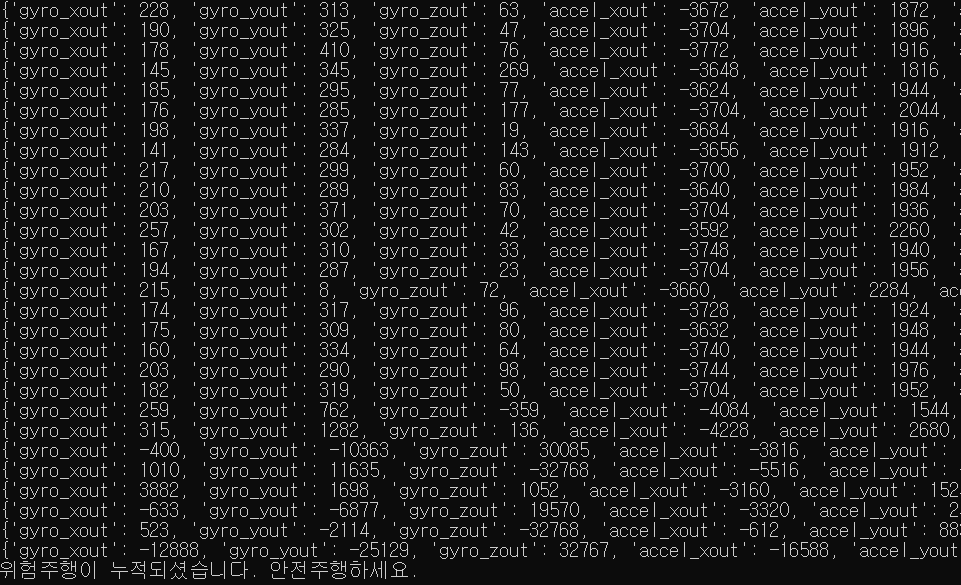 {'gyro_xout': 228, 'gyro_yout': 313, 'gyro_zout': 63, 'accel_xout': -3672, 'accel_yout': 1872,
{'gyro_xout': 190, 'gyro_yout': 325, 'gyro_zout': 47, 'accel_xout': -3704, 'accel_yout': 1896,
{'gyro_xout': 178, 'gyro_yout': 410, 'gyro_zout': 76, 'accel_xout': -3772, 'accel_yout': 1916,
{'gyro_xout': 145, 'gyro_yout': 345, 'gyro_zout': 269, 'accel_xout': -3648, 'accel_yout': 1816,
{'gyro_xout': 185, 'gyro_yout': 295, 'gyro_zout': 77, 'accel_xout': -3624, 'accel_yout': 1944,
{'gyro_xout': 176, 'gyro_yout': 285, 'gyro_zout': 177, 'accel_xout': -3704, 'accel_yout': 2044,
{'gyro_xout': 198, 'gyro_yout': 337, 'gyro_zout': 19, 'accel_xout': -3684, 'accel_yout': 1916,
{'gyro_xout': 141, 'gyro_yout': 284, 'gyro_zout': 143, 'accel_xout': -3656, 'accel_yout': 1912,
{'gyro_xout': 217, 'gyro_yout': 299, 'gyro_zout': 60, 'accel_xout': -3700, 'accel_yout': 1952,
{'gyro_xout': 210, 'gyro_yout': 289, 'gyro_zout': 83, 'accel_xout': -3640, 'accel_yout': 1984,
{'gyro_xout': 203, 'gyro_yout': 371, 'gyro_zout': 70, 'accel_xout': -3704, 'accel_yout': 1936,
{'gyro_xout': 257, 'gyro_yout': 302, 'gyro_zout': 42, 'accel_xout': -3592, 'accel_yout': 2260,
{'gyro_xout': 167, 'gyro_yout': 310, 'gyro_zout': 33, 'accel_xout': -3748, 'accel_yout': 1940,
{'gyro_xout': 194, 'gyro_yout': 287, 'gyro_zout': 23, 'accel_xout': -3704, 'accel_yout': 1956,
{'gyro_xout': 215, 'gyro_yout': 8, 'gyro_zout': 72, 'accel_xout': -3660, 'accel_yout': 2284, 'acc
{'gyro_xout': 174, 'gyro_yout': 317, 'gyro_zout': 96, 'accel_xout': -3728, 'accel_yout': 1924,
{'gyro_xout': 175, 'gyro_yout': 309, 'gyro_zout': 80, 'accel_xout': -3632, 'accel_yout': 1948,
{'gyro_xout': 160, 'gyro_yout': 334, 'gyro_zout': 64, 'accel_xout': -3740, 'accel_yout': 1944,
{'gyro_xout': 203, 'gyro_yout': 290, 'gyro_zout': 98, 'accel_xout': -3744, 'accel_yout': 1976,
{'gyro_xout': 182, 'gyro_yout': 319, 'gyro_zout': 50, 'accel_xout': -3704, 'accel_yout': 1952,
{'gyro_xout': 259, 'gyro_yout': 762, 'gyro_zout': -359, 'accel_xout': -4084, 'accel_yout': 1544,
{'gyro_xout': 315, 'gyro_yout': 1282, 'gyro_zout': 136, 'accel_xout': -4228, 'accel_yout': 2680,
{'gyro_xout': -400, 'gyro_yout': -10363, 'gyro_zout': 30085, 'accel_xout': -3816, 'accel_yout': -
{'gyro_xout': 1010, 'gyro_yout': 11635, 'gyro_zout': -32768, 'accel_xout': -5516, 'accel_yout': -
{'gyro_xout': 3882, 'gyro_yout': 1698, 'gyro_zout': 1052, 'accel_xout': -3160, 'accel_yout': 152
{'gyro_xout': -633, 'gyro_yout': -6877, 'gyro_zout': 19570, 'accel_xout': -3320, 'accel_yout': 2
{'gyro_xout': 523, 'gyro_yout': -2114, 'gyro_zout': -32768, 'accel_xout': -612, 'accel_yout': 88
{'gyro_xout': -12888, 'gyro_yout': -25129, 'gyro_zout': 32767, 'accel_xout': -16588, 'accel_yout
위험주행이 누적되셨습니다. 안전주행하세요.